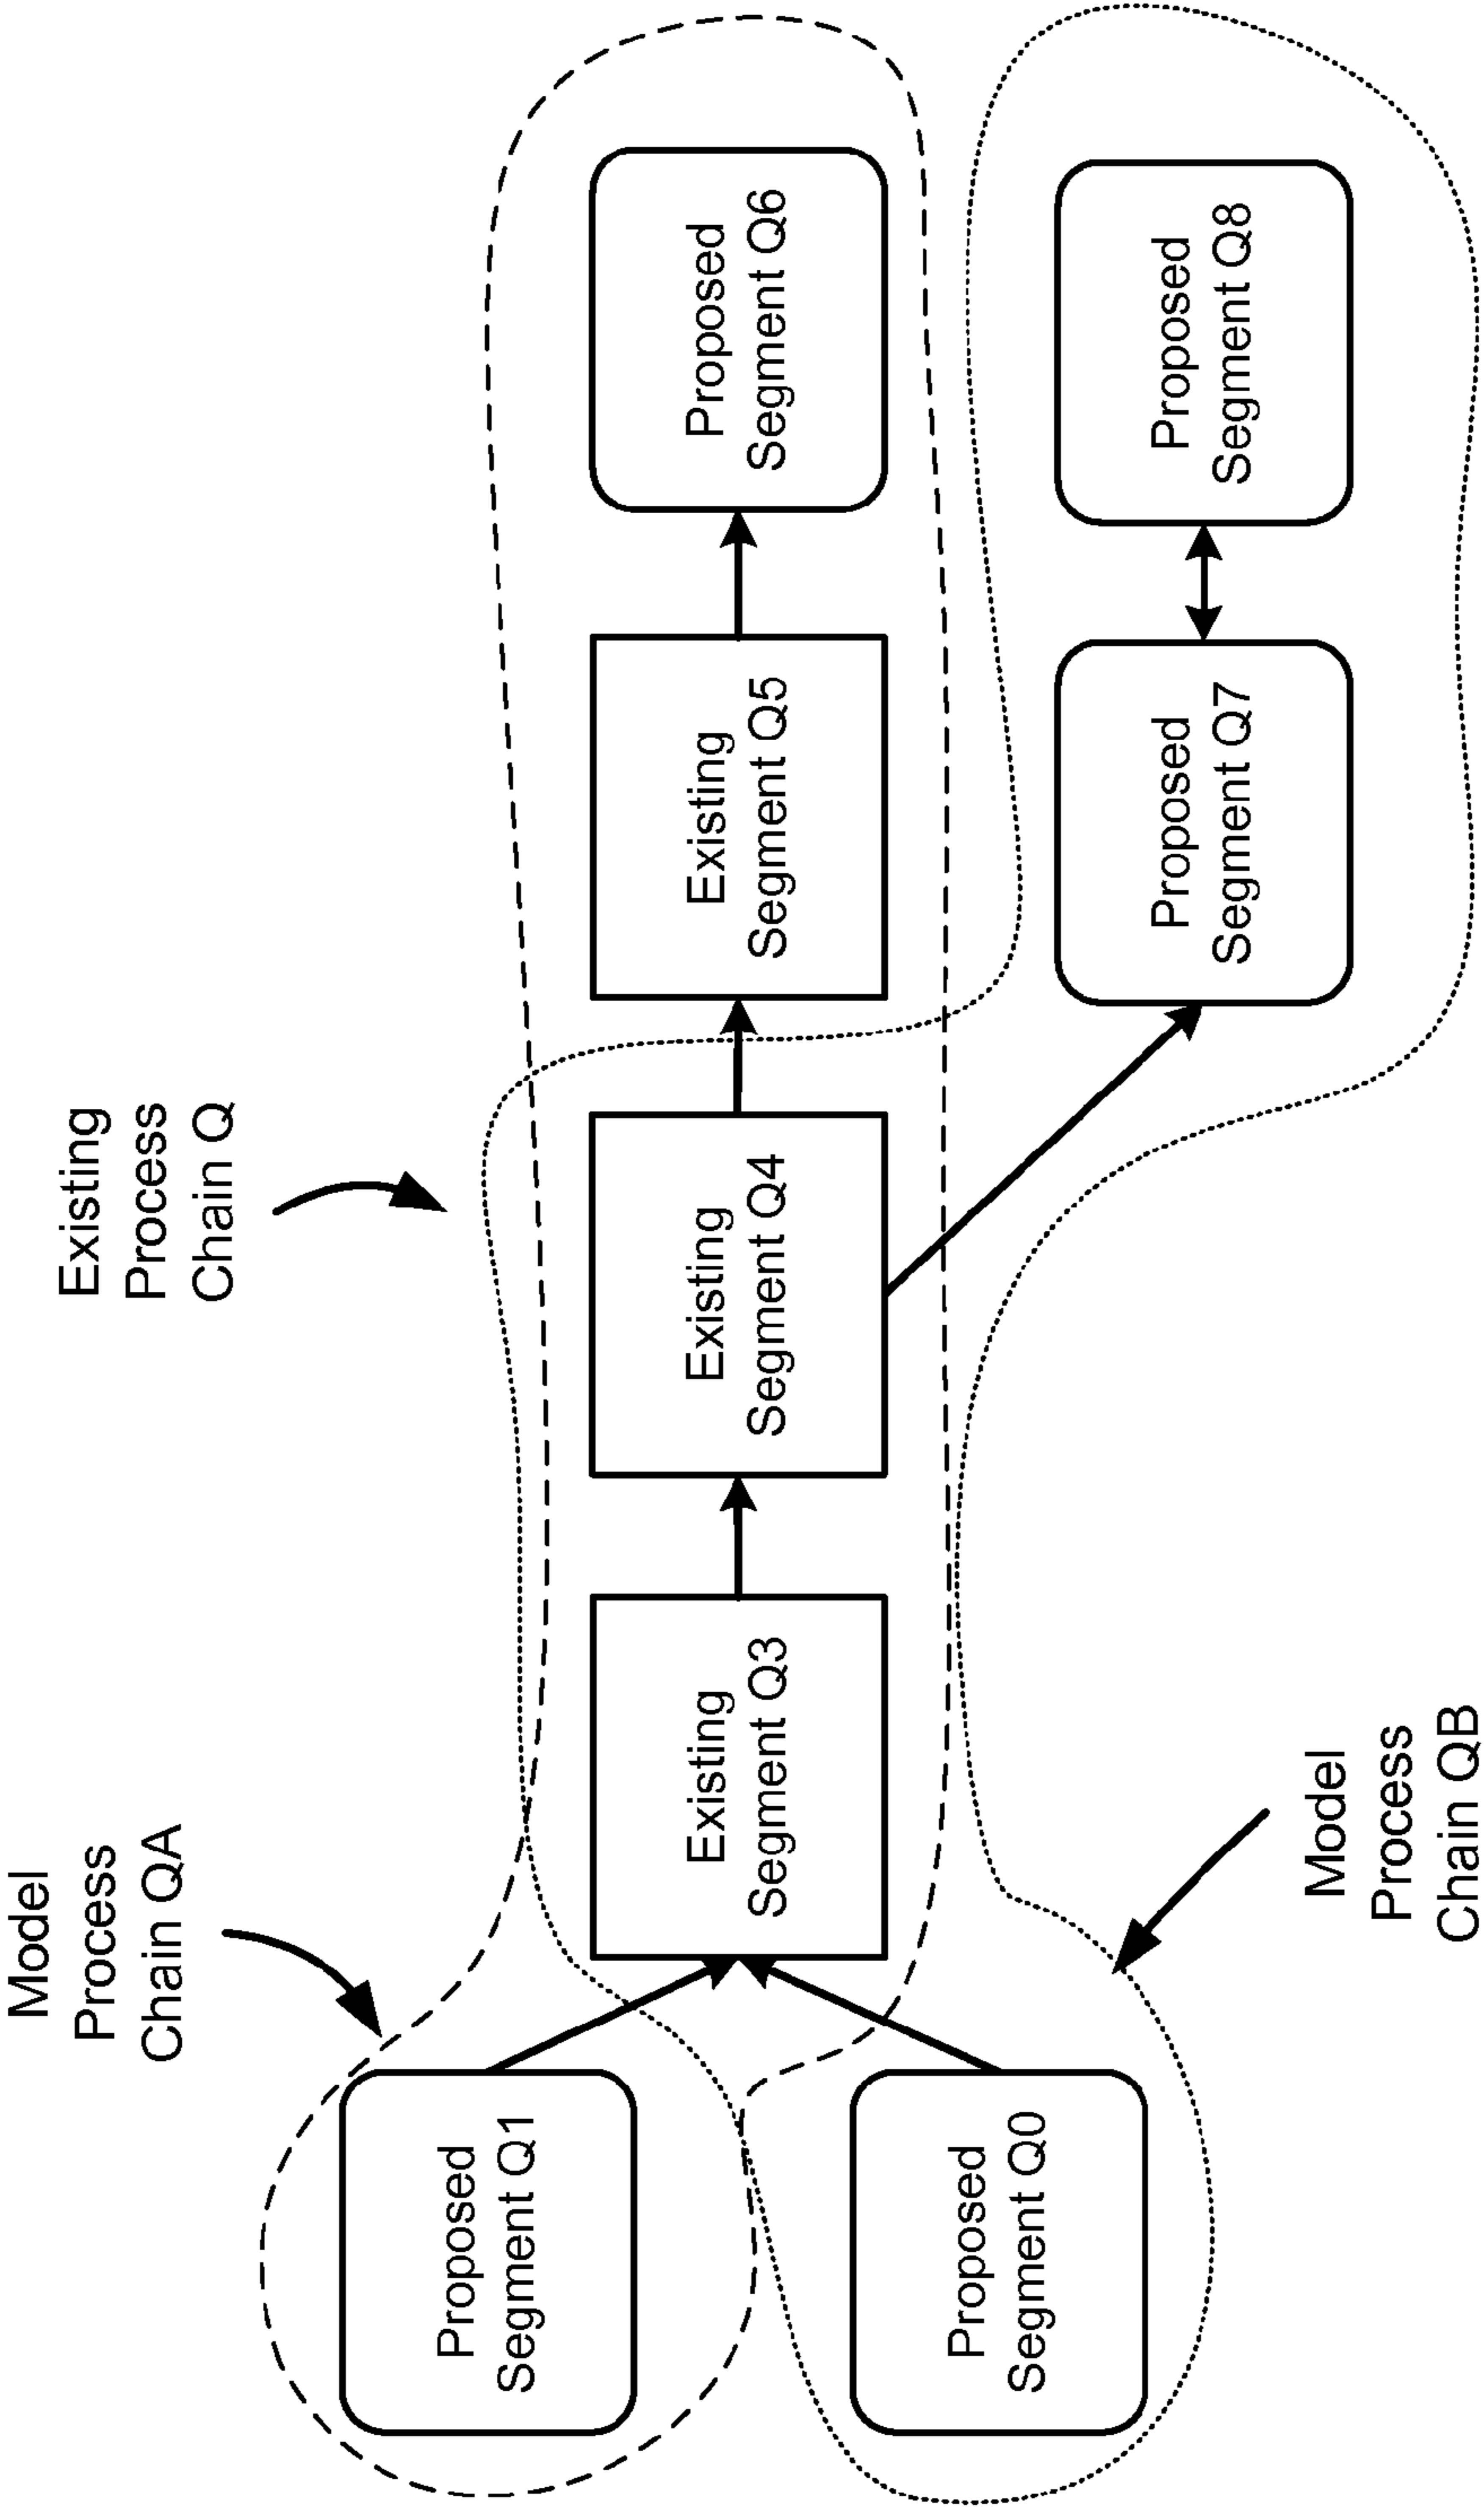 Model
Process
Chain QA
Existing
Process
Chain Q
Proposed
Segment Q1
Proposed
Segment Q0
Existing
Segment Q3
Existing
Segment Q4
Existing
Segment Q5
Proposed
Segment Q6
Proposed
Segment Q7
Proposed
Segment Q8
Model
Process
Chain QB